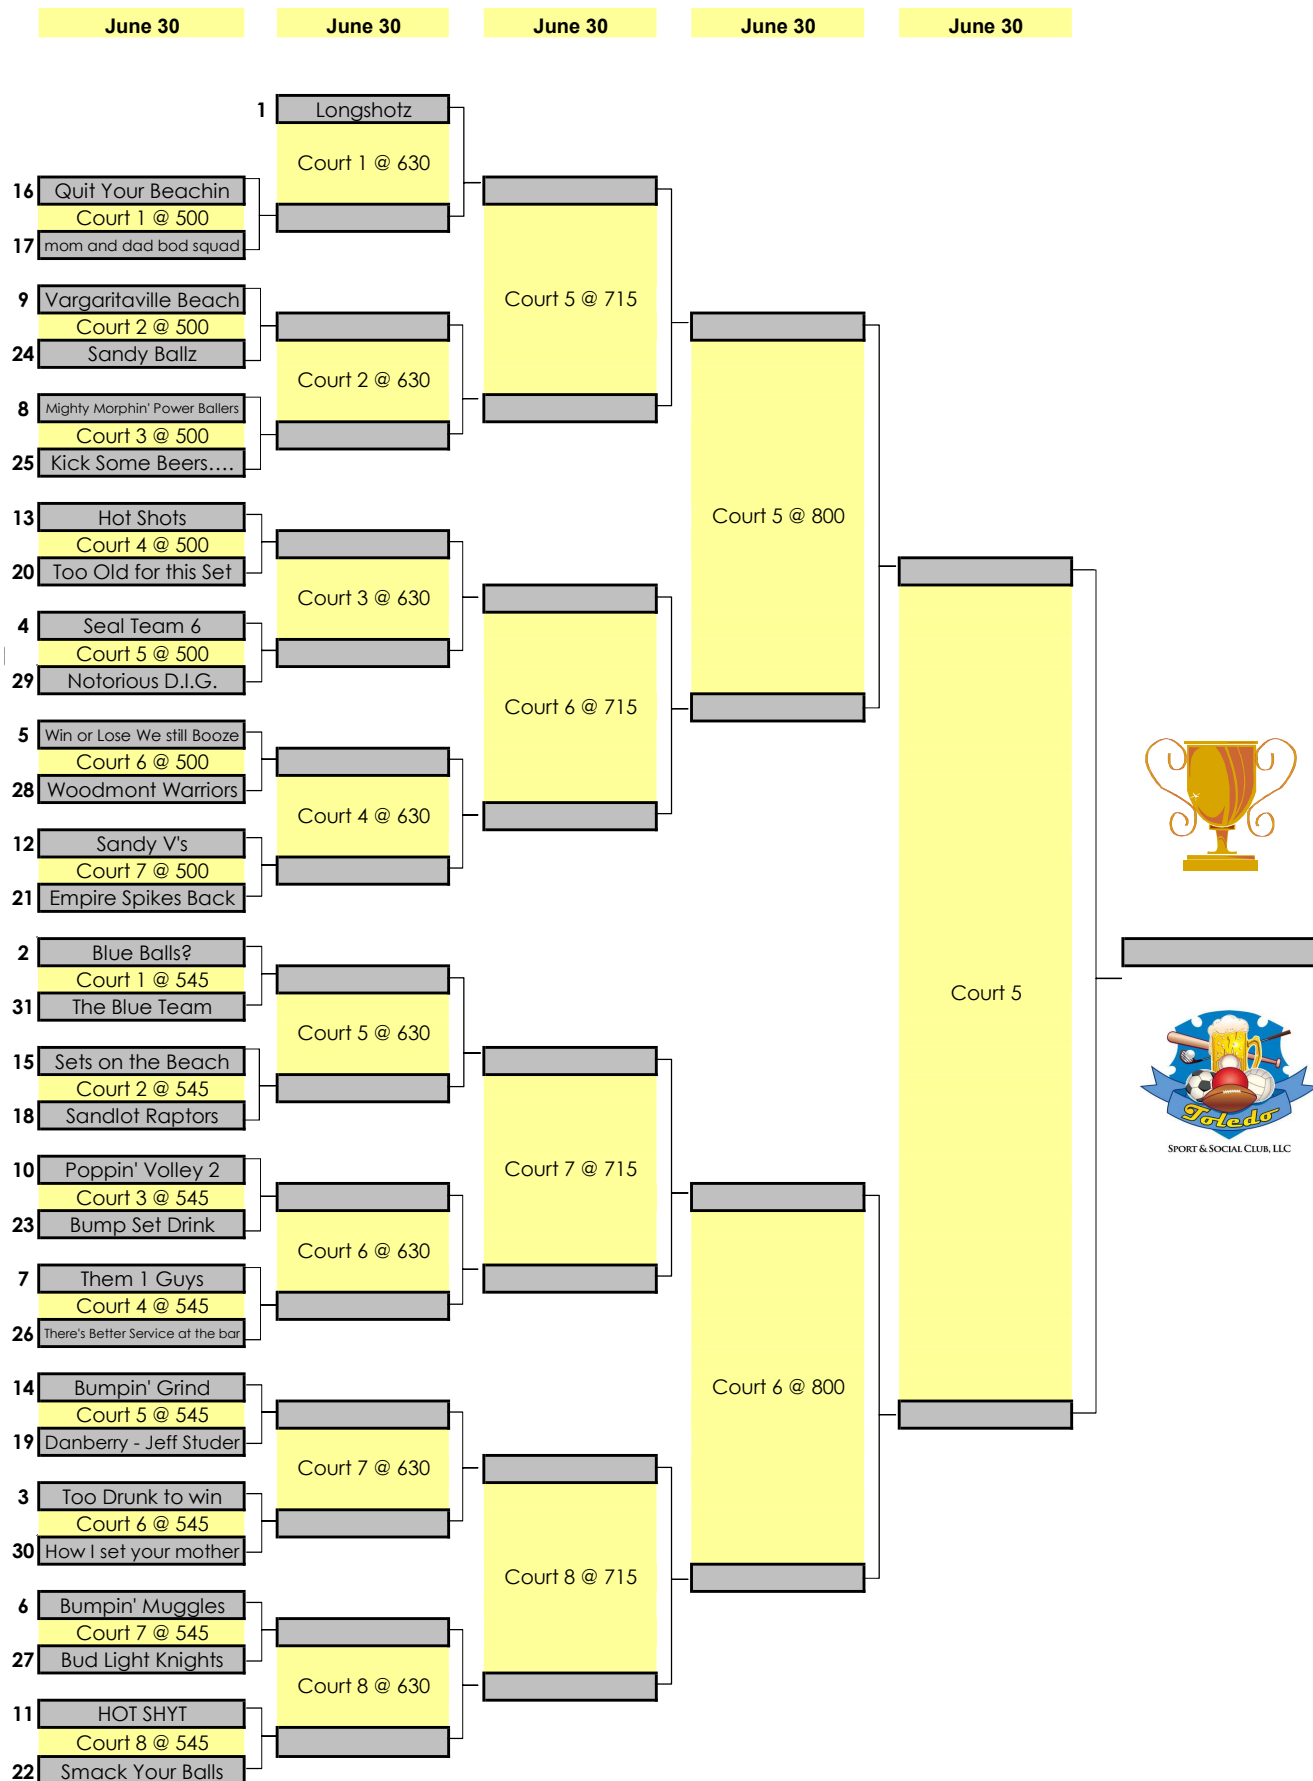 June 30
June 30
June 30
June 30
June 30
1 Longshotz
Court 1 @ 630
16 Quit Your Beachin
Court 1 @ 500
17 mom and dad bod squad
9 Vargaritaville Beach
Court 2 @ 500
24 Sandy Ballz
Court 5 @ 715
Court 2 @ 630
8 Mighty Morphin' Power Ballers
Court 3 @ 500
25 Kick Some Beers....
13 Hot Shots
Court 4 @ 500
20 Too Old for this Set
Court 5 @ 800
Court 3 @ 630
4 Seal Team 6
Court 5 @ 500
29 Notorious D.I.G.
Court 6 @ 715
5 Win or Lose We still Booze
Court 6 @ 500
28 Woodmont Warriors
Court 4 @ 630
12 Sandy V's
Court 7 @ 500
21 Empire Spikes Back
2 Blue Balls?
Court 1 @ 545
31 The Blue Team
Court 5
Court 5 @ 630
15 Sets on the Beach
Court 2 @ 545
18 Sandlot Raptors
Toledo
SPORT & SOCIAL CLUB, LLC
10 Poppin' Volley 2
Court 3 @ 545
23 Bump Set Drink
Court 7 @ 715
Court 6 @ 630
7 Them 1 Guys
Court 4 @ 545
26 There's Better Service at the bar
14 Bumpin' Grind
Court 5 @ 545
19 Danberry - Jeff Studer
Court 6 @ 800
Court 7 @ 630
3 Too Drunk to win
Court 6 @ 545
30 How I set your mother
Court 8 @ 715
6 Bumpin' Muggles
Court 7 @ 545
27 Bud Light Knights
Court 8 @ 630
11 HOT SHYT
Court 8 @ 545
22 Smack Your Balls